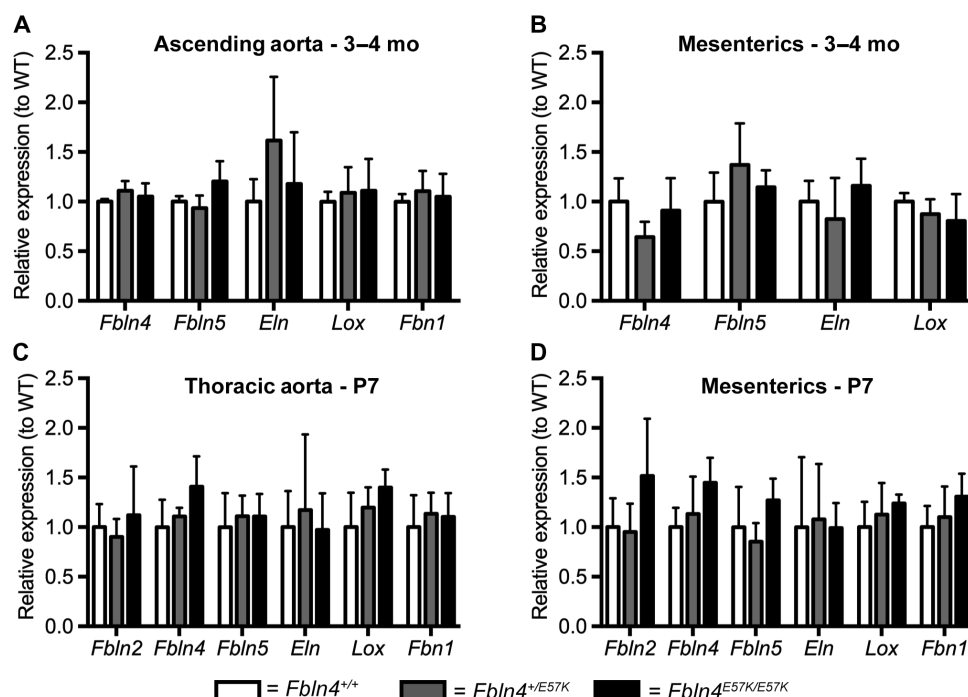 A
Ascending aorta - 3–4 mo
Relative expression (to WT)
2.5
2.0
1.5
1.0
0.5
0.0
Fbln4 Fbln5 Eln Lox Fbn1
B
Mesenterics - 3–4 mo
Relative expression (to WT)
2.5
2.0
1.5
1.0
0.5
0.0
Fbln4 Fbln5 Eln Lox
C
Thoracic aorta - P7
Relative expression (to WT)
2.5
2.0
1.5
1.0
0.5
0.0
Fbln2 Fbln4 Fbln5 Eln Lox Fbn1
D
Mesenterics - P7
Relative expression (to WT)
2.5
2.0
1.5
1.0
0.5
0.0
Fbln2 Fbln4 Fbln5 Eln Lox Fbn1
= Fbln4+/+ = Fbln4+/E57K = Fbln4E57K/E57K